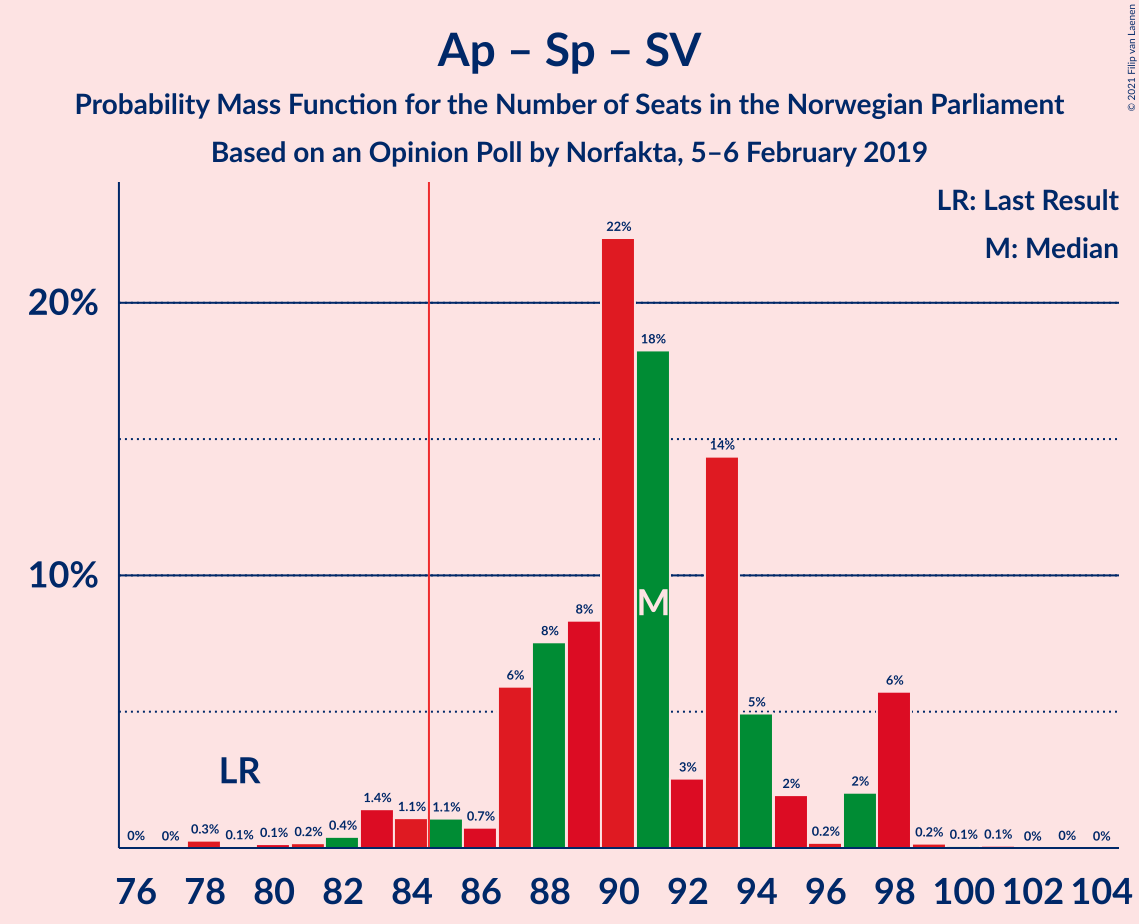 Ap – Sp – SV
Probability Mass Function for the Number of Seats in the Norwegian Parliament
Based on an Opinion Poll by Norfakta, 5–6 February 2019
© 2021 Filip van Laenen
LR: Last Result
M: Median
22%
20%
18%
14%
10%
M
8%
8%
6%
6%
5%
LR
3%
2%
2%
0% 0% 0.3% 0.1% 0.1% 0.2% 0.4% 1.4% 1.1% 1.1% 0.7% 0.2% 0.2% 0.1% 0.1% 0% 0% 0%
76 78 80 82 84 86 88 90 92 94 96 98 100 102 104